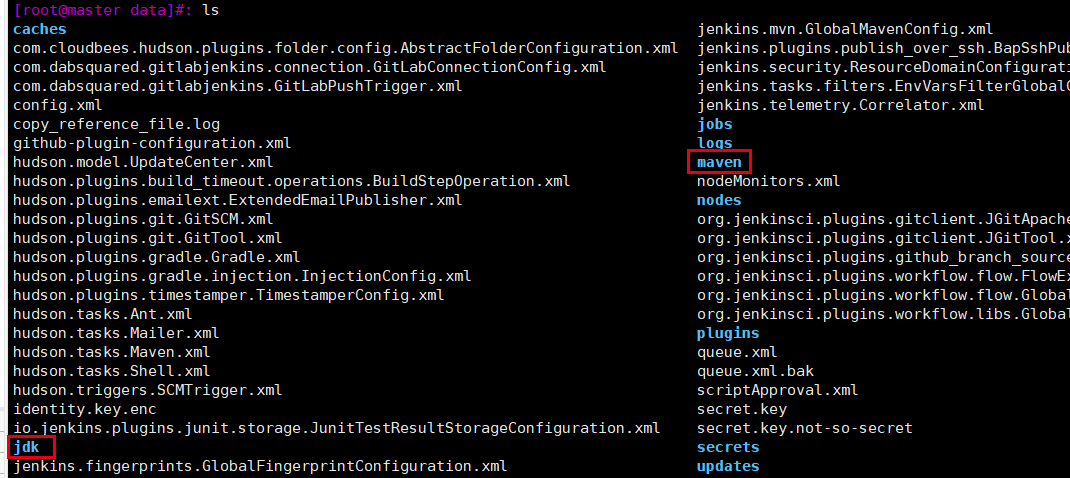 [root@master data]#: ls
caches
com.cloudbees.hudson.plugins.folder.config.AbstractFolderConfiguration.xml
com.dabsquared.gitlabjenkins.connection.GitLabConnectionConfig.xml
com.dabsquared.gitlabjenkins.GitLabPushTrigger.xml
config.xml
copy_reference_file.log
github-plugin-configuration.xml
hudson.model.UpdateCenter.xml
hudson.plugins.build_timeout.operations.BuildStepOperation.xml
hudson.plugins.emailext.ExtendedEmailPublisher.xml
hudson.plugins.git.GitSCM.xml
hudson.plugins.git.GitTool.xml
hudson.plugins.gradle.Gradle.xml
hudson.plugins.gradle.injection.InjectionConfig.xml
hudson.plugins.timestamper.TimestamperConfig.xml
hudson.tasks.Ant.xml
hudson.tasks.Mailer.xml
hudson.tasks.Maven.xml
hudson.tasks.Shell.xml
hudson.triggers.SCMTrigger.xml
identity.key.enc
io.jenkins.plugins.junit.storage.JunitTestResultStorageConfiguration.xml
jdk
jenkins.fingerprints.GlobalFingerprintConfiguration.xml
jenkins.mvn.GlobalMavenConfig.xml
jenkins.plugins.publish_over_ssh.BapSshPub
jenkins.security.ResourceDomainConfigurati
jenkins.tasks.filters.EnvVarsFilterGlobalC
jenkins.telemetry.Correlator.xml
jobs
logs
maven
nodeMonitors.xml
nodes
org.jenkinsci.plugins.gitclient.JGitApache
org.jenkinsci.plugins.gitclient.JGitTool.x
org.jenkinsci.plugins.github_branch_source
org.jenkinsci.plugins.workflow.flow.FlowEx
org.jenkinsci.plugins.workflow.flow.Global
org.jenkinsci.plugins.workflow.libs.Global
plugins
queue.xml
queue.xml.bak
scriptApproval.xml
secret.key
secret.key.not-so-secret
secrets
updates